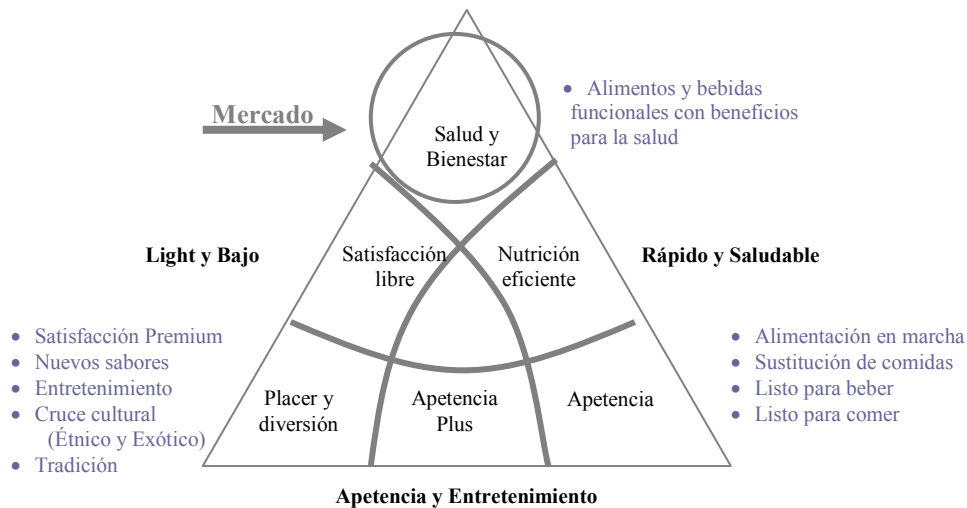 Mercado
Salud y
Bienestar
• Alimentos y bebidas
funcionales con beneficios
para la salud
Light y Bajo
Satisfacción
libre
Nutrición
eficiente
Rápido y Saludable
• Satisfacción Premium
• Nuevos sabores
• Entretenimiento
• Cruce cultural
(Étnico y Exótico)
• Tradición
Placer y
diversión
Apetencia
Plus
Apetencia
• Alimentación en marcha
• Sustitución de comidas
• Listo para beber
• Listo para comer
Apetencia y Entretenimiento